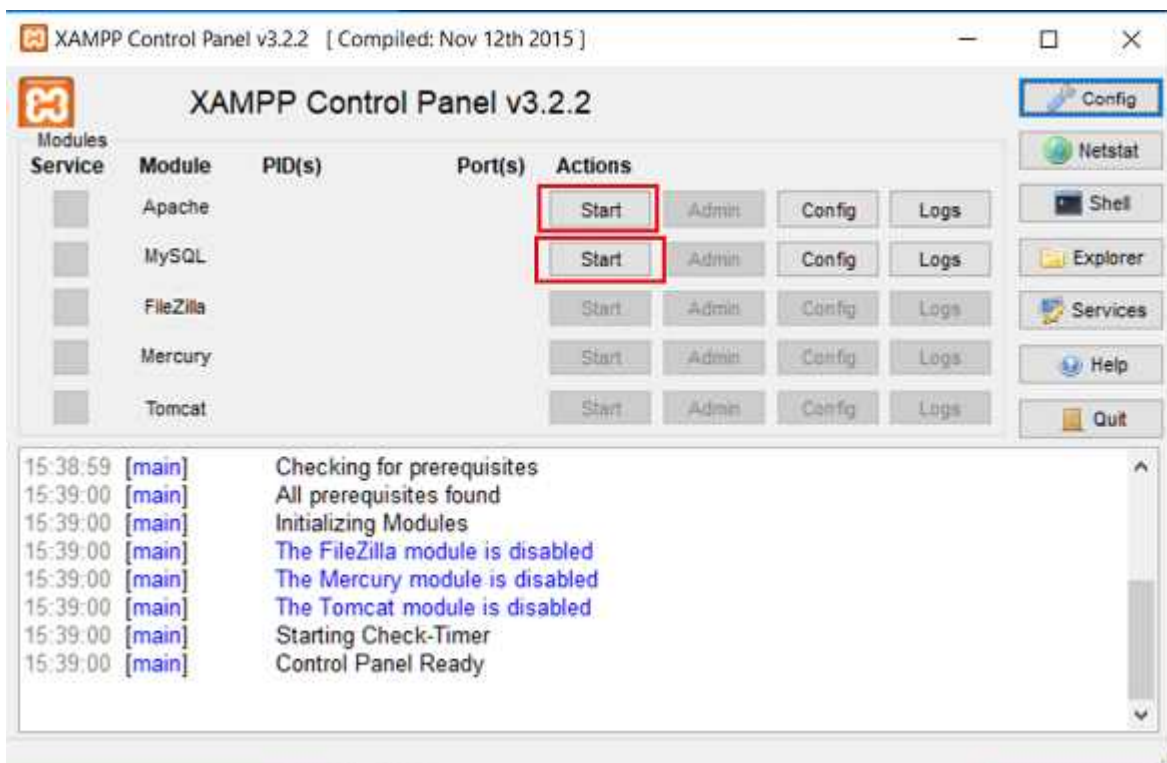 XAMPP Control Panel v3.2.2 [ Compiled: Nov 12th 2015 ]
XAMPP Control Panel v3.2.2
Config
Modules
Service Module PID(s) Port(s) Actions
Netstat
Apache Start Admin Config Logs
Shell
MySQL Start Admin Config Logs
Explorer
FileZilla Start Admin Config Logs
Services
Mercury Start Admin Config Logs
Help
Tomcat Start Admin Config Logs
Quit
15:38:59 [main] Checking for prerequisites
15:39:00 [main] All prerequisites found
15:39:00 [main] Initializing Modules
15:39:00 [main] The FileZilla module is disabled
15:39:00 [main] The Mercury module is disabled
15:39:00 [main] The Tomcat module is disabled
15:39:00 [main] Starting Check-Timer
15:39:00 [main] Control Panel Ready